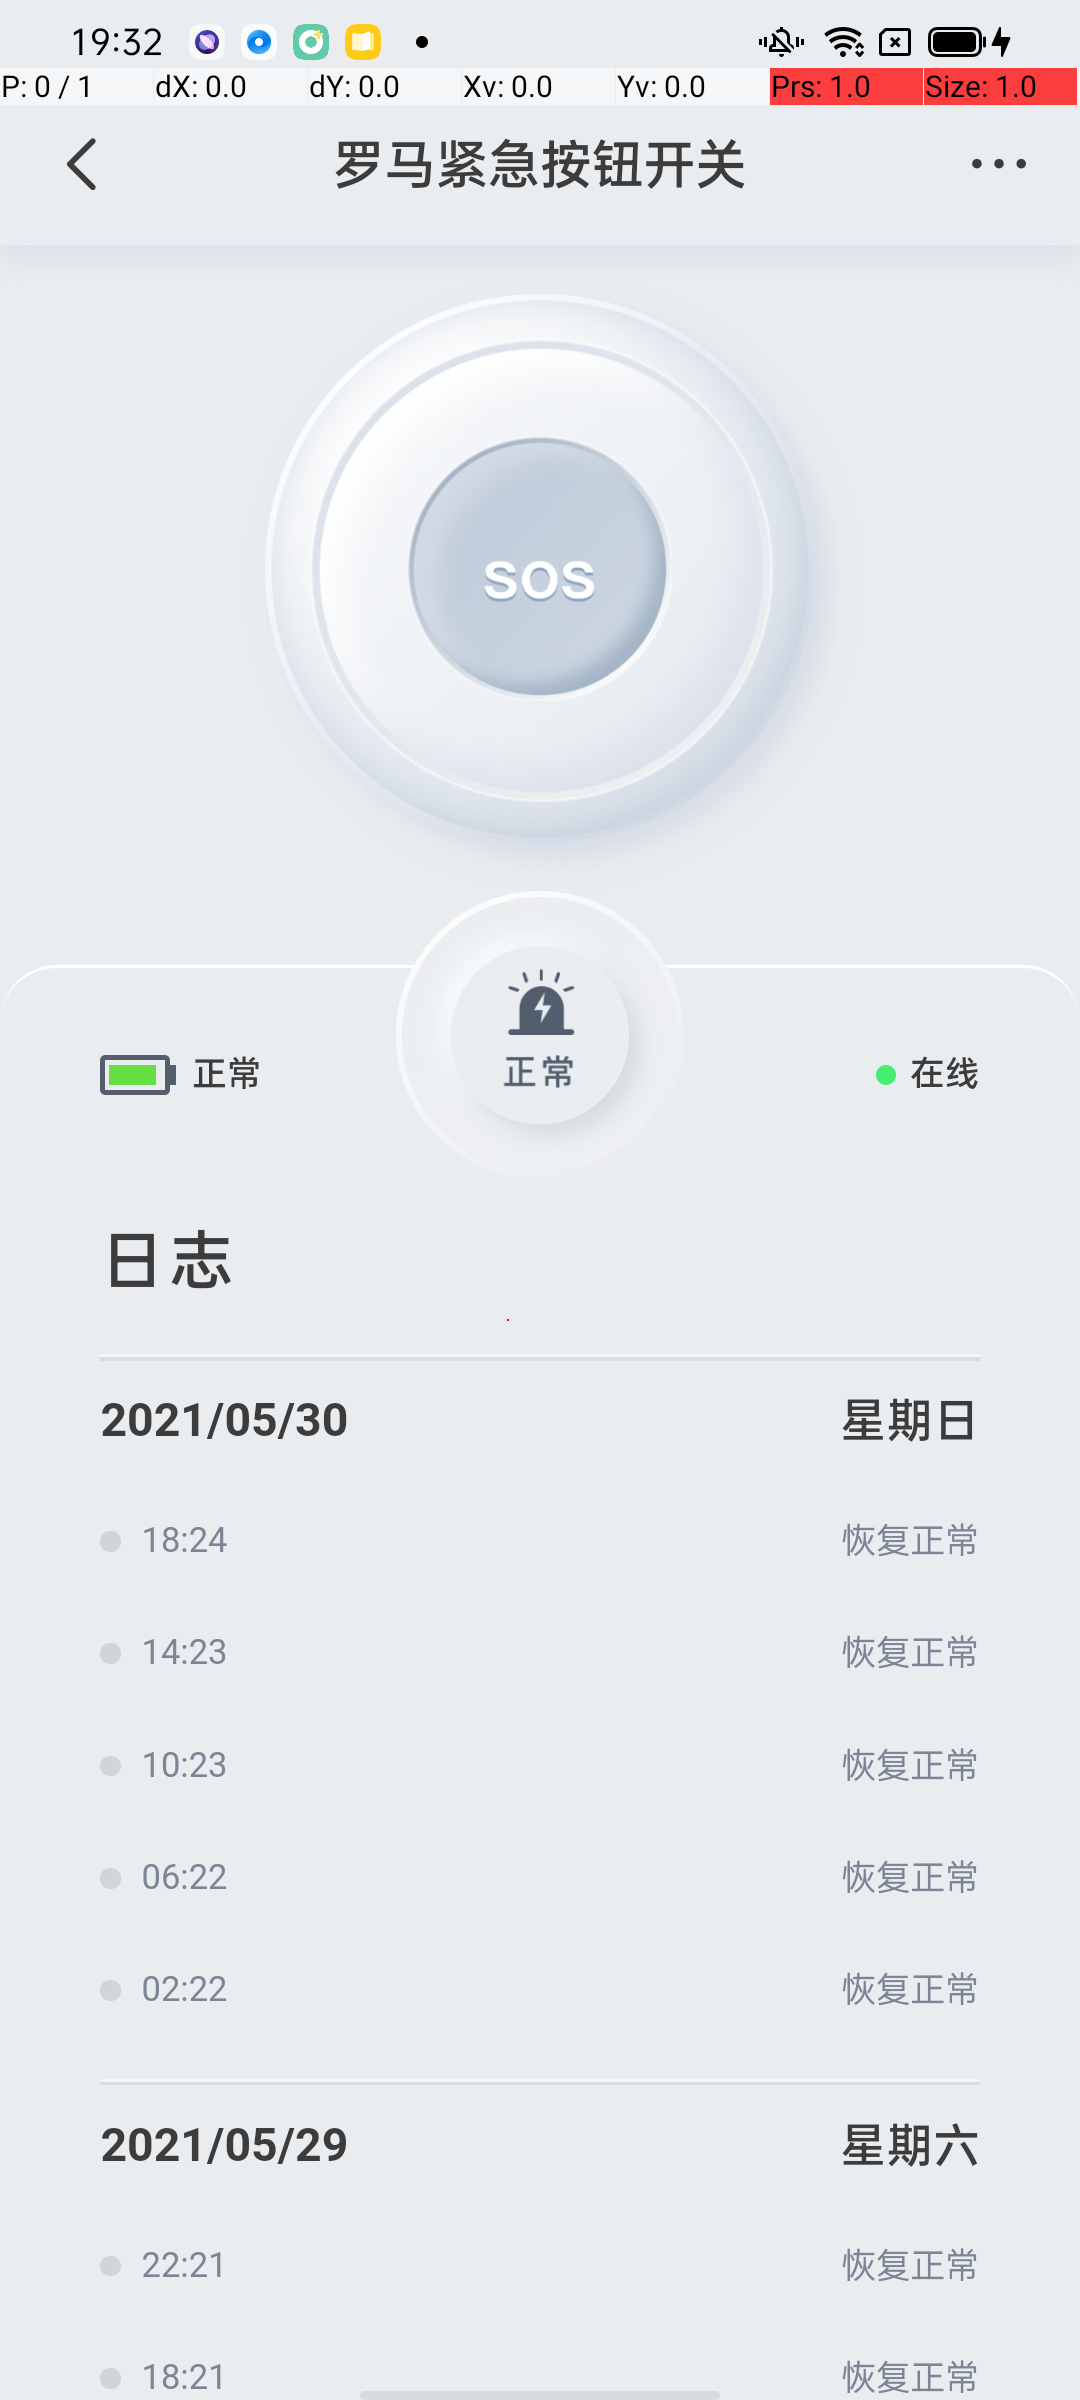 19:32
P: 0 / 1 dX: 0.0 dY: 0.0 Xv: 0.0 Yv: 0.0 Prs: 1.0 Size: 1.0
罗马紧急按钮开关
SOS
正常 正常 在线
日志
2021/05/30 星期日
18:24 恢复正常
14:23 恢复正常
10:23 恢复正常
06:22 恢复正常
02:22 恢复正常
2021/05/29 星期六
22:21 恢复正常
18:21 恢复正常